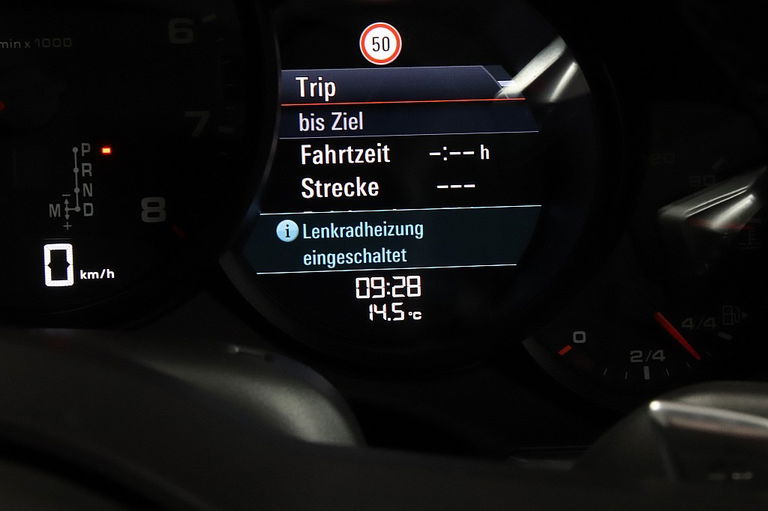 50
min x 1000
6
7
8
P
R
N
M D
+
0 km/h
Trip
bis Ziel
Fahrtzeit -:-- h
Strecke ---
i Lenkradheizung
eingeschaltet
09:28
14.5 °C
0
2/4
4/4